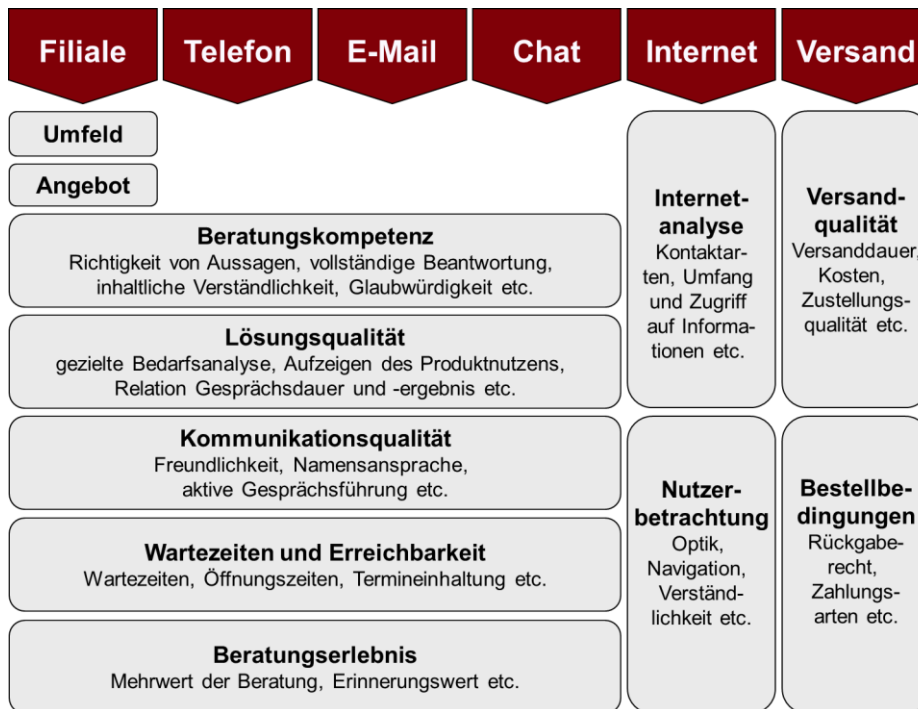 Filiale
Telefon
E-Mail
Chat
Internet
Versand
Umfeld
Angebot
Beratungskompetenz
Richtigkeit von Aussagen, vollständige Beantwortung,
inhaltliche Verständlichkeit, Glaubwürdigkeit etc.
Lösungsqualität
gezielte Bedarfsanalyse, Aufzeigen des Produktnutzens,
Relation Gesprächsdauer und -ergebnis etc.
Kommunikationsqualität
Freundlichkeit, Namensansprache,
aktive Gesprächsführung etc.
Wartezeiten und Erreichbarkeit
Wartezeiten, Öffnungszeiten, Termineinhaltung etc.
Beratungserlebnis
Mehrwert der Beratung, Erinnerungswert etc.
Internet-
analyse
Kontaktar-
ten, Umfang
und Zugriff
auf Informa-
tionen etc.
Nutzer-
betrachtung
Optik,
Navigation,
Verständ-
lichkeit etc.
Versand-
qualität
Versanddauer,
Kosten,
Zustellungs-
qualität etc.
Bestellbe-
dingungen
Rückgabe-
recht,
Zahlungs-
arten etc.